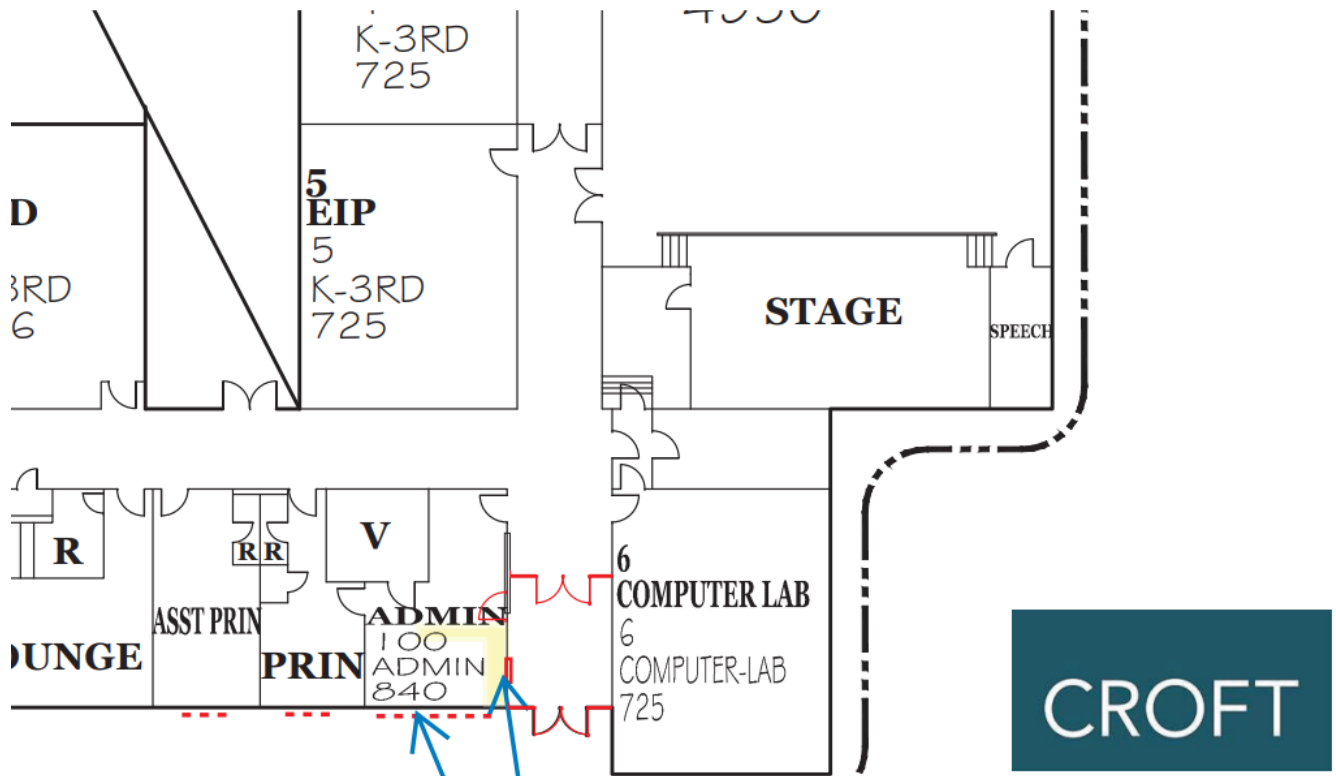 K-3RD
725
5
EIP
5
K-3RD
725
D
3RD
6
STAGE
SPEECH
R
R R
V
ASST PRIN
OUNGE
PRIN
ADMIN
100
ADMIN
840
6
COMPUTER LAB
6
COMPUTER-LAB
725
CROFT